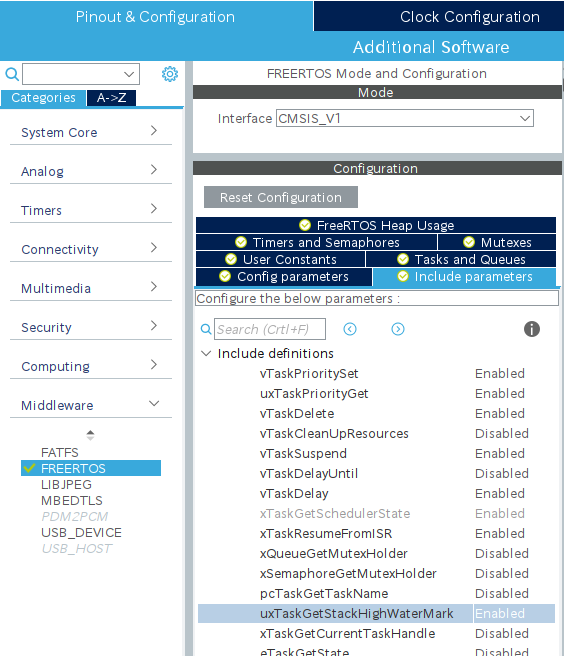 Pinout & Configuration
Clock Configuration
Additional Software
Categories
A->Z
System Core
Analog
Timers
Connectivity
Multimedia
Security
Computing
Middleware
FATFS
FREERTOS
LIBJPEG
MBEDTLS
PDM2PCM
USB_DEVICE
USB_HOST
FREERTOS Mode and Configuration
Mode
Interface CMSIS_V1
Configuration
Reset Configuration
FreeRTOS Heap Usage
Timers and Semaphores
Mutexes
User Constants
Tasks and Queues
Config parameters
Include parameters
Configure the below parameters :
Search (Crtl+F)
Include definitions
vTaskPrioritySet Enabled
uxTaskPriorityGet Enabled
vTaskDelete Enabled
vTaskCleanUpResources Disabled
vTaskSuspend Enabled
vTaskDelayUntil Disabled
vTaskDelay Enabled
xTaskGetSchedulerState Enabled
xTaskResumeFromISR Enabled
xQueueGetMutexHolder Disabled
xSemaphoreGetMutexHolder Disabled
pcTaskGetTaskName Disabled
uxTaskGetStackHighWaterMark Enabled
xTaskGetCurrentTaskHandle Disabled
eTaskGetState Disabled